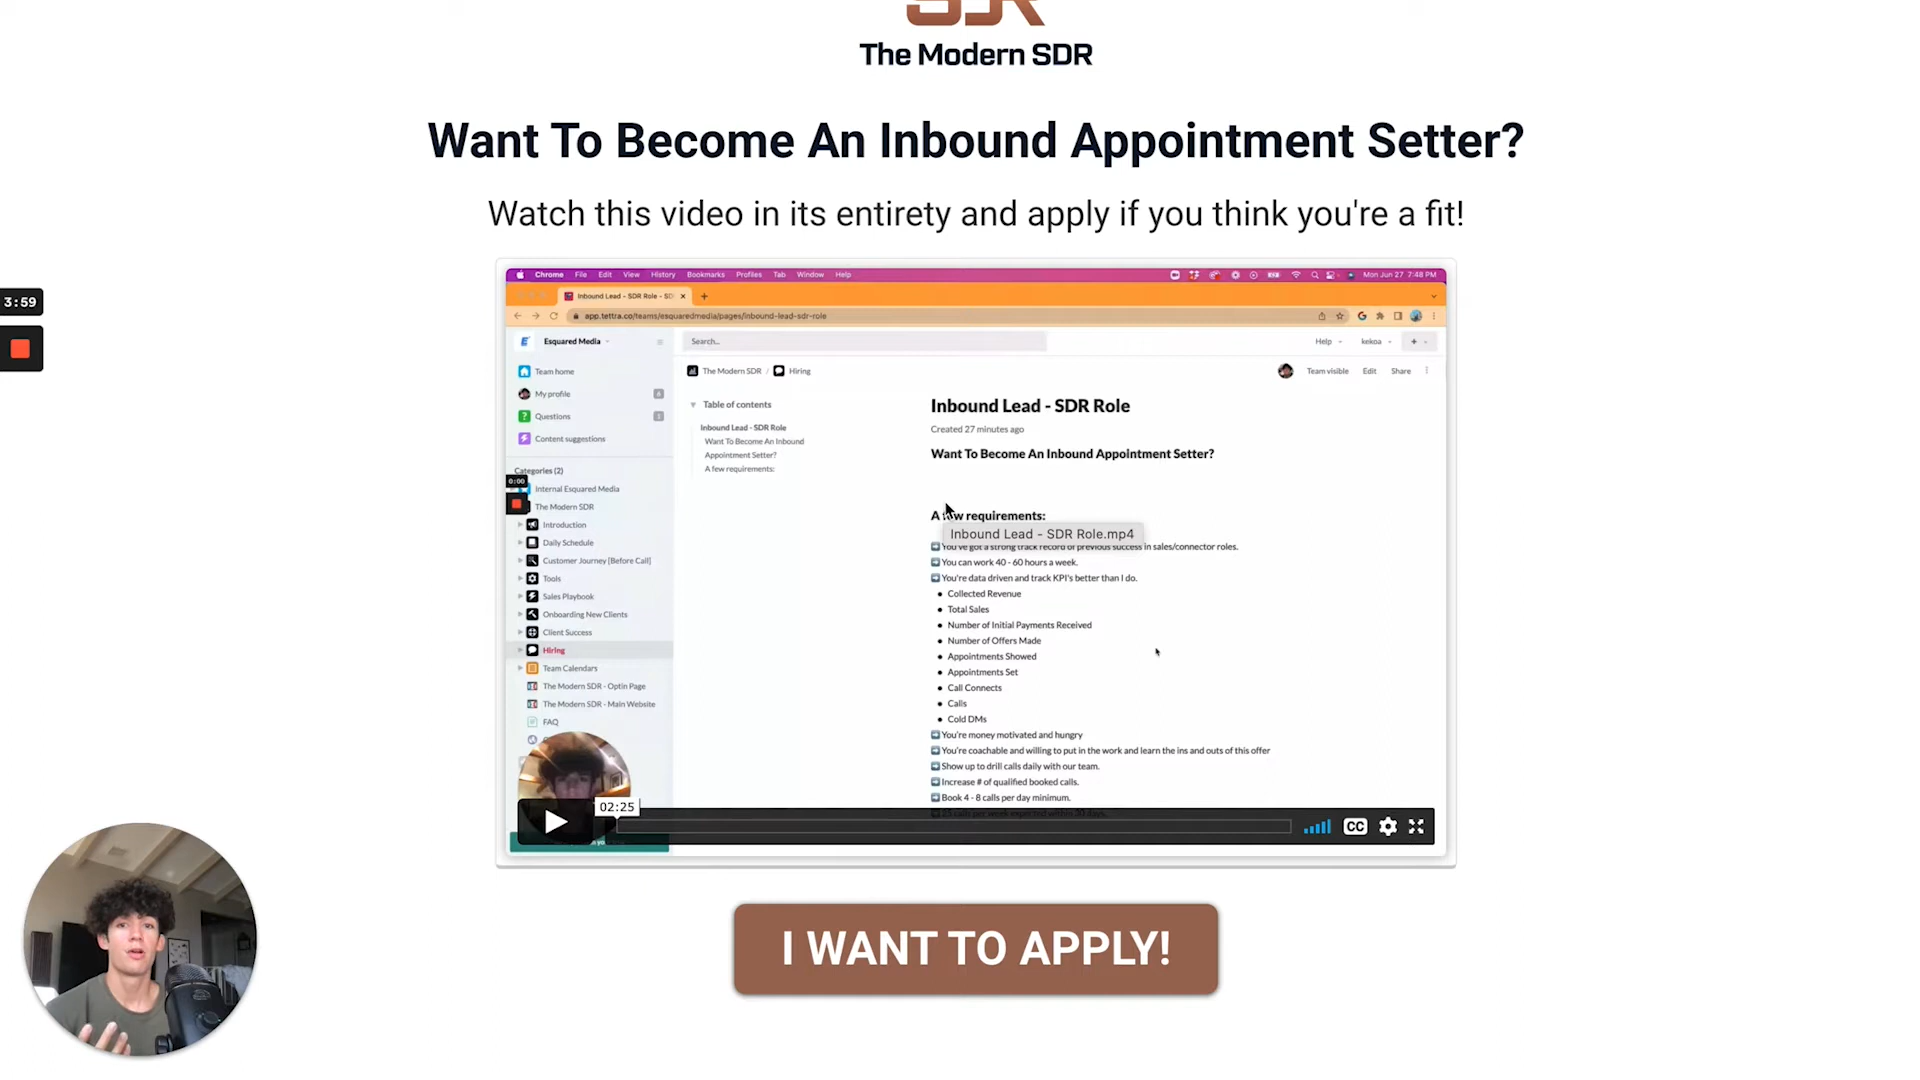 SDR
The Modern SDR
Want To Become An Inbound Appointment Setter?
Watch this video in its entirety and apply if you think you're a fit!
3:59
Chrome File Edit View History Bookmarks Profiles Tab Window Help
Mon Jun 27 7:48 PM
Inbound Lead - SDR Role - SD
app.tettra.co/teams/esquaredmedia/pages/inbound-lead-sdr-role
Esquared Media
Search...
Help
kekoa
Team home
My profile
Questions
Content suggestions
Categories (2)
0:00
Internal Esquared Media
The Modern SDR
Introduction
Daily Schedule
Customer Journey [Before Call]
Tools
Sales Playbook
Onboarding New Clients
Client Success
Hiring
Team Calendars
The Modern SDR - Optin Page
The Modern SDR - Main Website
FAQ
The Modern SDR / Hiring
Team visible
Edit
Share
Table of contents
Inbound Lead - SDR Role
Want To Become An Inbound
Appointment Setter?
A few requirements:
Inbound Lead - SDR Role
Created 27 minutes ago
Want To Become An Inbound Appointment Setter?
A few requirements:
Inbound Lead - SDR Role.mp4
You've got a strong track record of previous success in sales/connector roles.
You can work 40 - 60 hours a week.
You're data driven and track KPI's better than I do.
Collected Revenue
Total Sales
Number of Initial Payments Received
Number of Offers Made
Appointments Showed
Appointments Set
Call Connects
Calls
Cold DMs
You're money motivated and hungry
You're coachable and willing to put in the work and learn the ins and outs of this offer
Show up to drill calls daily with our team.
Increase # of qualified booked calls.
Book 4 - 8 calls per day minimum.
02:25
CC
I WANT TO APPLY!